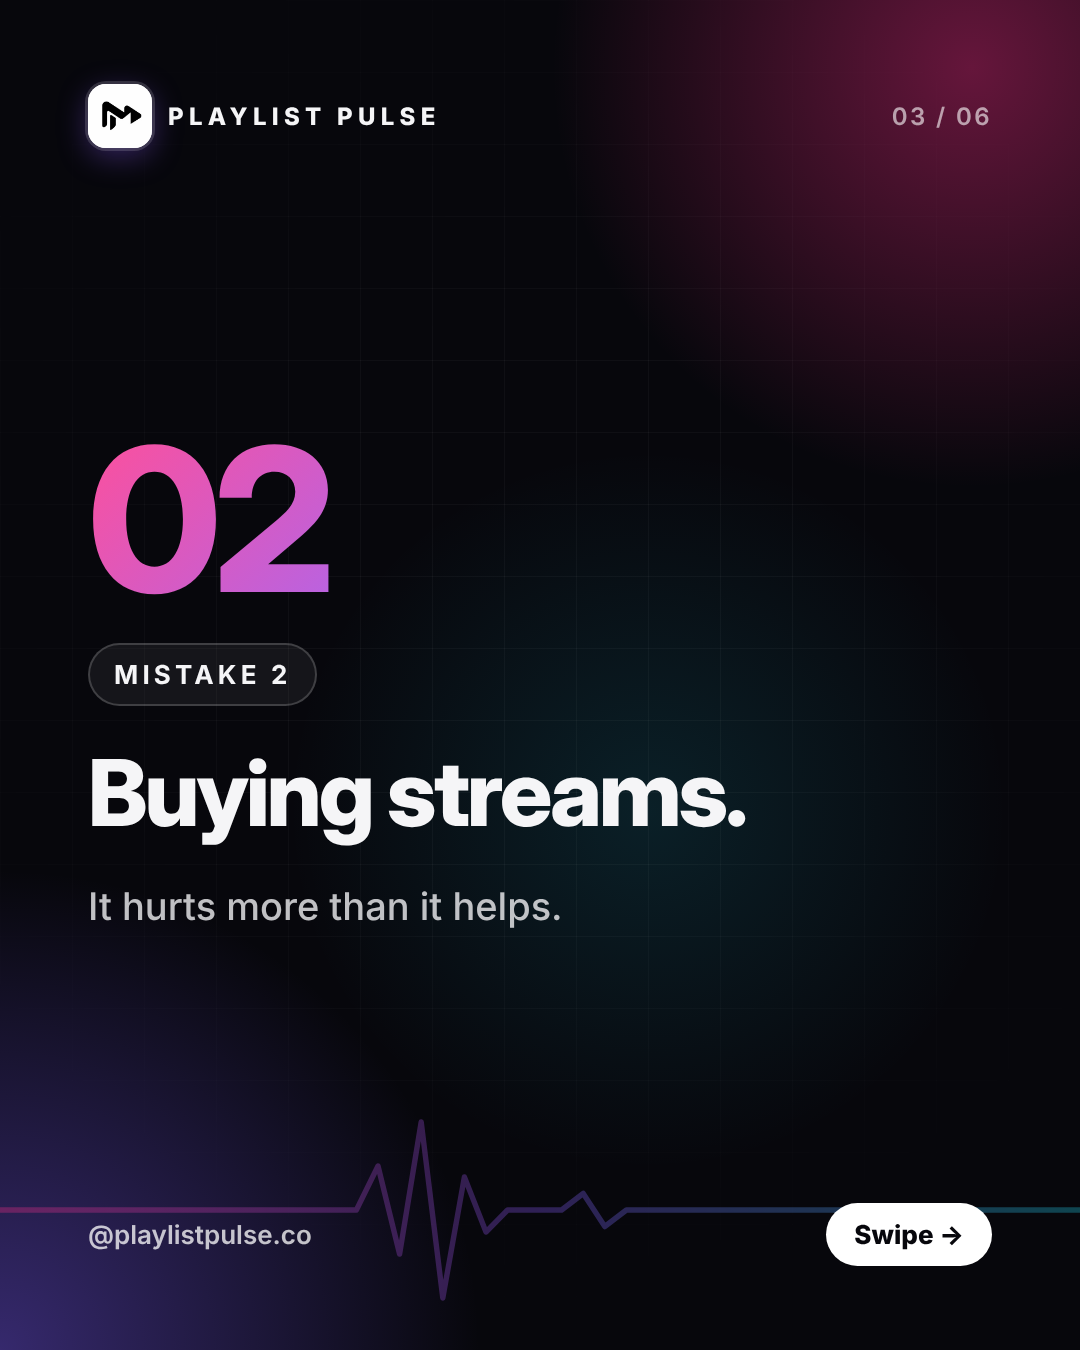 PLAYLIST PULSE
03 / 06
02
MISTAKE 2
Buying streams.
It hurts more than it helps.
@playlistpulse.co
Swipe →